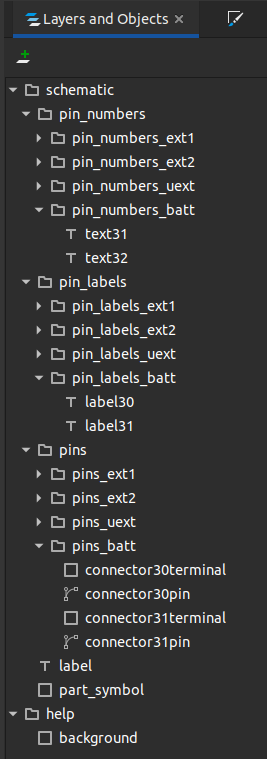 Layers and Objects
schematic
pin_numbers
pin_numbers_ext1
pin_numbers_ext2
pin_numbers_uext
pin_numbers_batt
text31
text32
pin_labels
pin_labels_ext1
pin_labels_ext2
pin_labels_uext
pin_labels_batt
label30
label31
pins
pins_ext1
pins_ext2
pins_uext
pins_batt
connector30terminal
connector30pin
connector31terminal
connector31pin
label
part_symbol
help
background